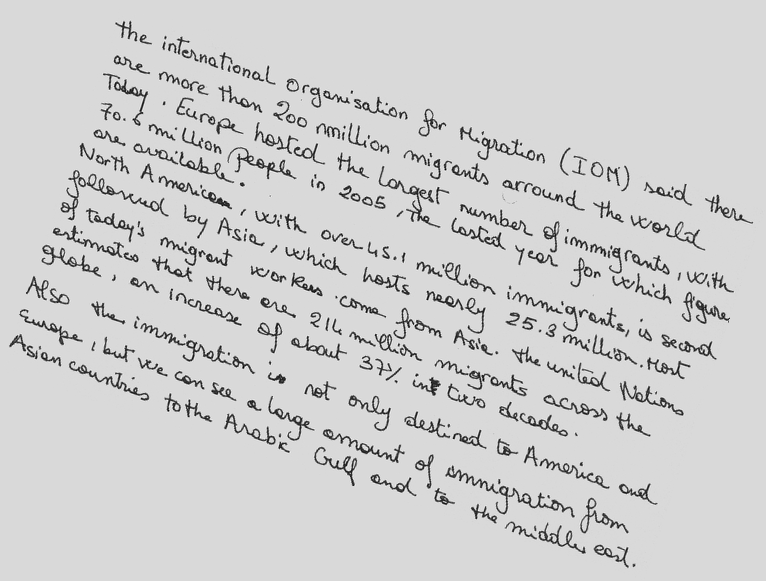 the international organisation for Migration (IOM) said there
are more than 200 million migrants arround the world
Today. Europe hosted the largest number of immigrants, with
70.6 million People in 2005, the lasted year for which figure
are available.
North American, with over 45.1 million immigrants, is second
followed by Asia, which hosts nearly 25.3 million. Most
of today's migrant workers come from Asia. the united Nations
estimates that there are 214 million migrants across the
globe, an increase of about 37% in two decades.
Also the immigration is not only destined to America and
Europe, but we can see a large amount of immigration from
Asian countries to the Arabic Gulf and to the middle east.